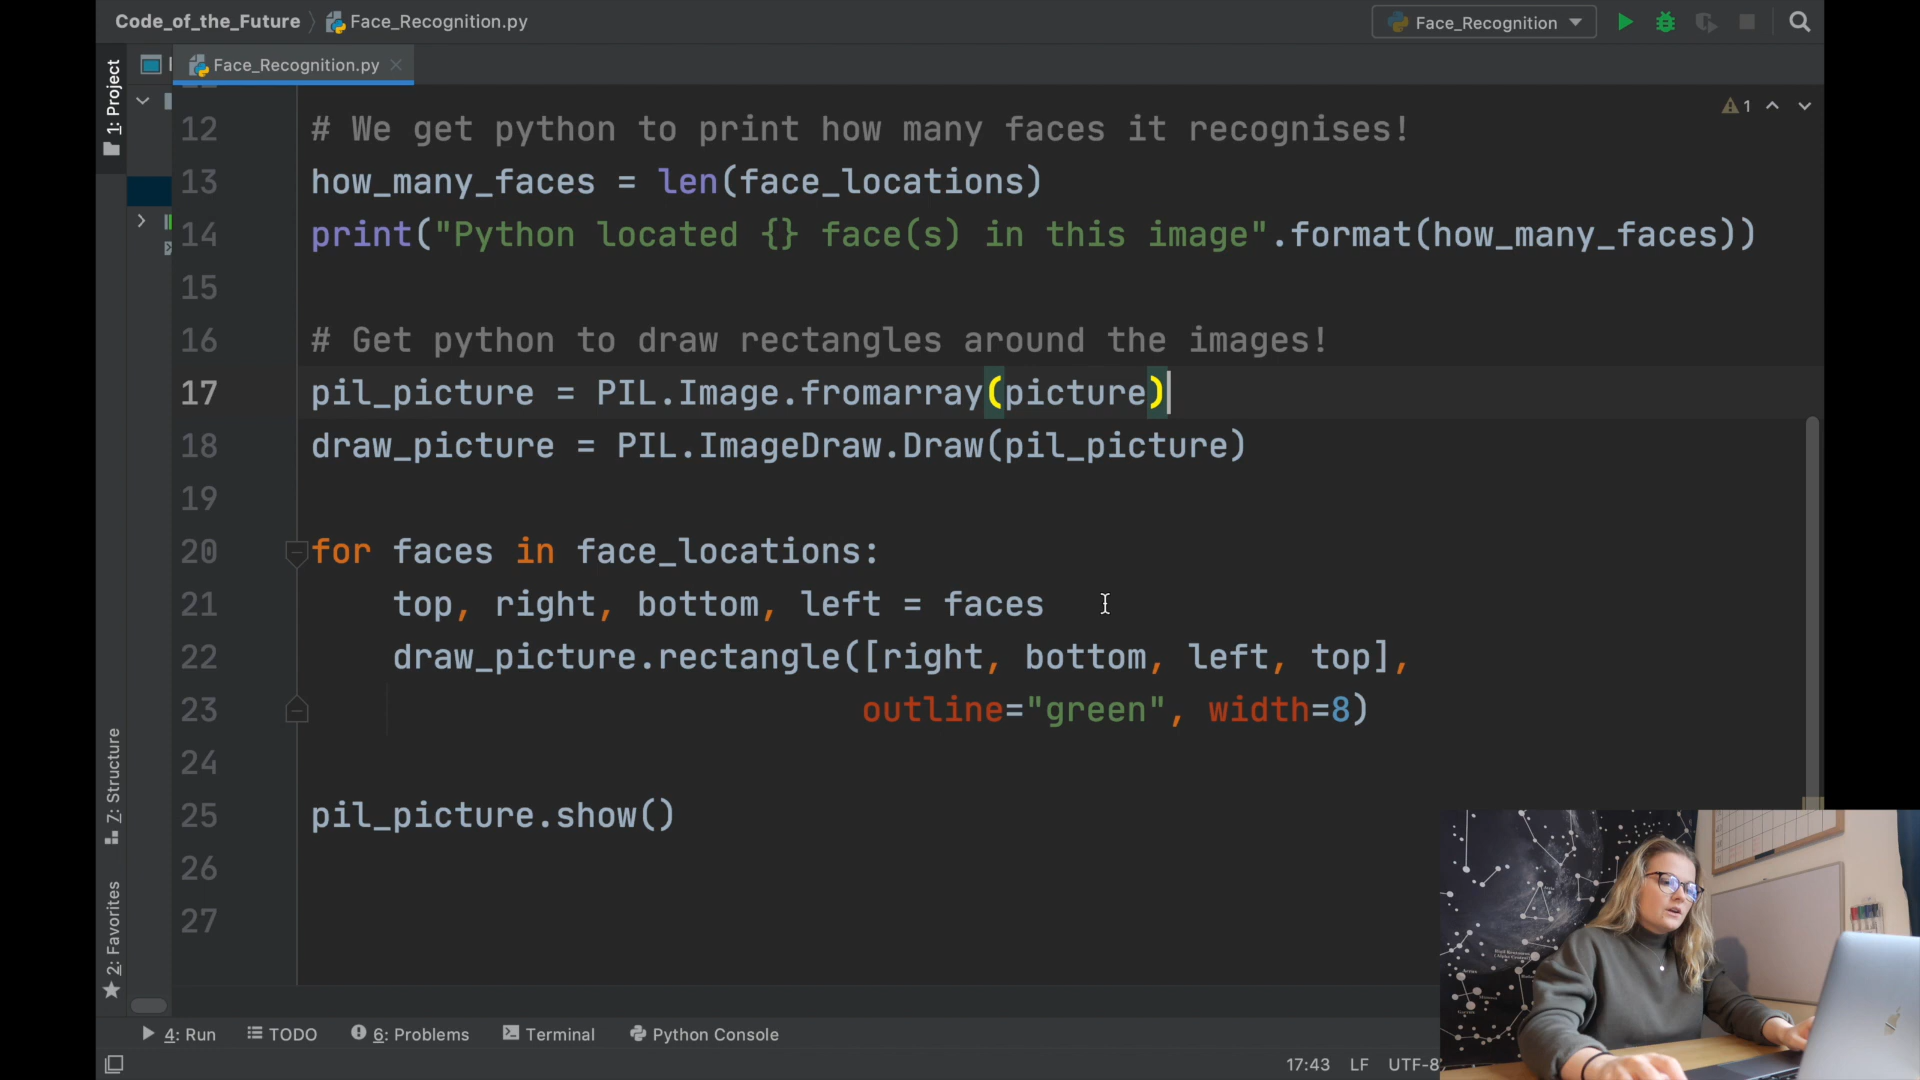 Code_of_the_Future
Face_Recognition.py
Face_Recognition
1: Project
Face_Recognition.py
1
12 # We get python to print how many faces it recognises!
13 how_many_faces = len(face_locations)
14 print("Python located {} face(s) in this image".format(how_many_faces))
15
16 # Get python to draw rectangles around the images!
17 pil_picture = PIL.Image.fromarray(picture)
18 draw_picture = PIL.ImageDraw.Draw(pil_picture)
19
20 for faces in face_locations:
21 top, right, bottom, left = faces
22 draw_picture.rectangle([right, bottom, left, top],
23 outline="green", width=8)
24
25 pil_picture.show()
26
27
Z: Structure
2: Favorites
4: Run
TODO
6: Problems
Terminal
Python Console
17:43 LF UTF-8